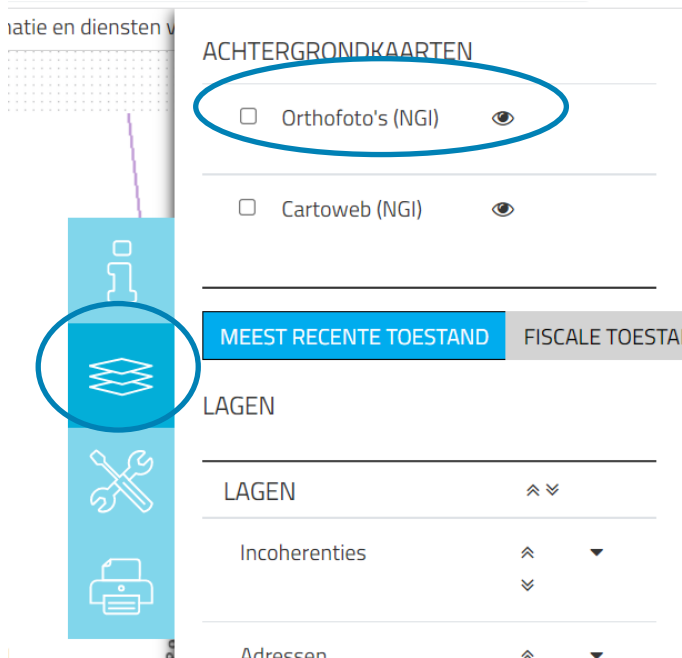 natie en diensten v
ACHTERGRONDKAARTEN
Orthofoto's (NGI)
Cartoweb (NGI)
MEEST RECENTE TOESTAND
FISCALE TOESTA
LAGEN
LAGEN
Incoherenties
Adressen